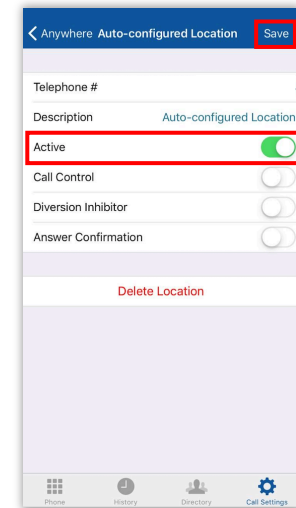 Anywhere Auto-configured Location Save
Telephone #
Description Auto-configured Location
Active
Call Control
Diversion Inhibitor
Answer Confirmation
Delete Location
Phone History Directory Call Settings